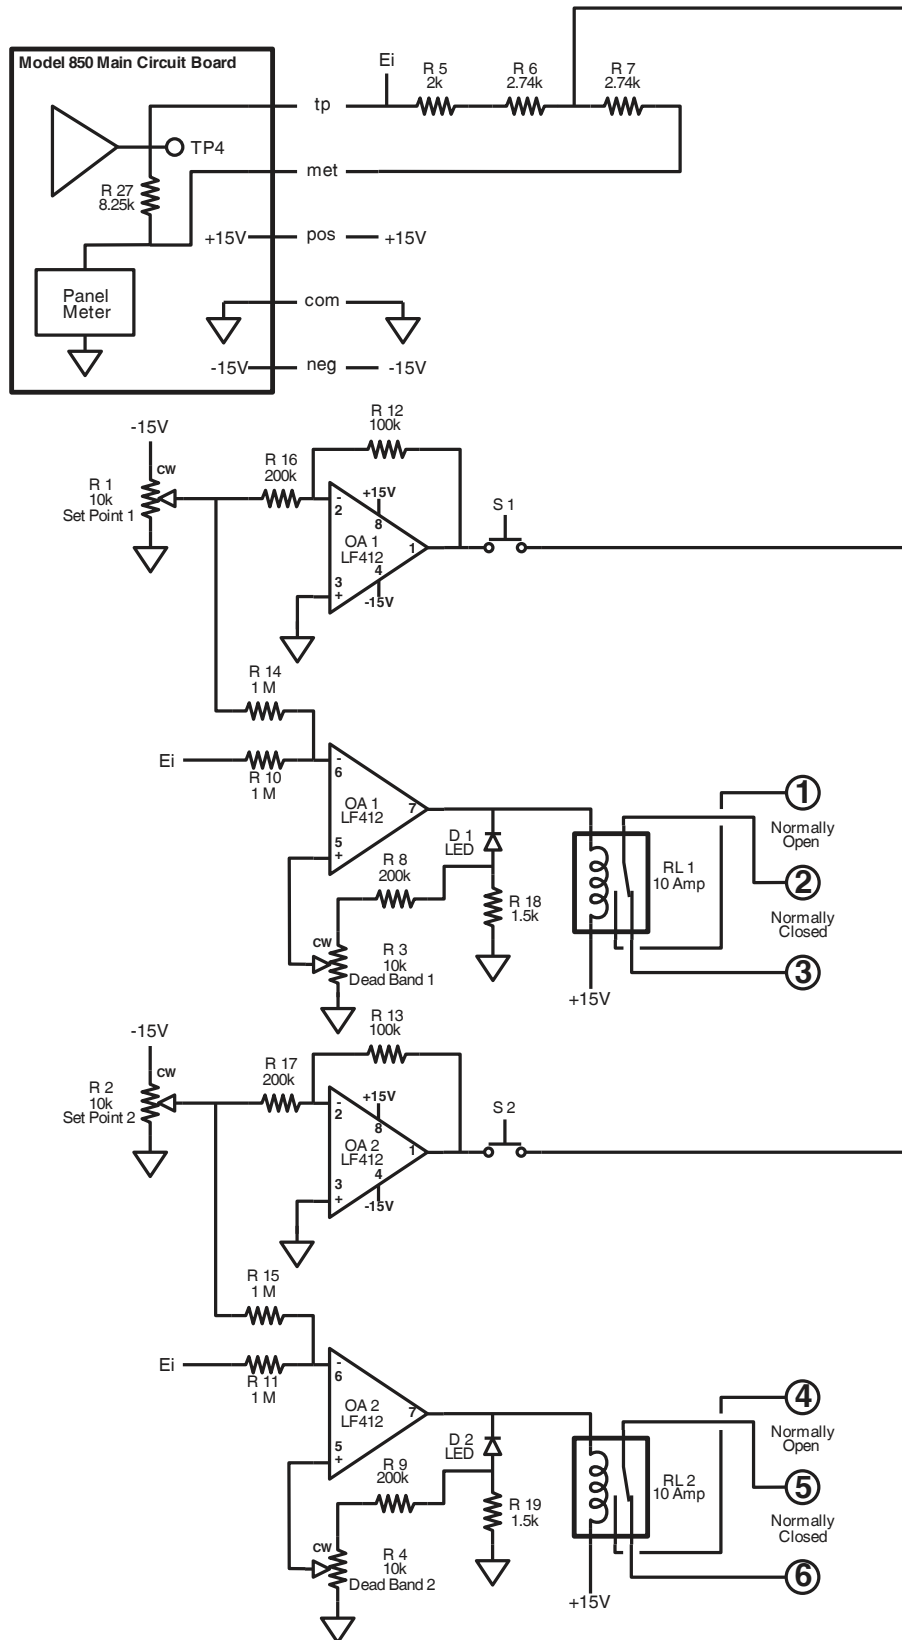 Model 850 Main Circuit Board
Ei
R 5
2k
R 6
2.74k
R 7
2.74k
tp
TP4
met
R 27
8.25k
+15V
pos
+15V
Panel
Meter
com
-15V
neg
-15V
-15V
CW
R 1
10k
Set Point 1
R 16
200k
R 12
100k
-
2
+15V
8
OA 1
LF412
1
3
+
4
-15V
S 1
R 14
1 M
Ei
R 10
1 M
-
6
OA 1
LF412
7
5
+
D 1
LED
R 8
200k
R 18
1.5k
CW
R 3
10k
Dead Band 1
RL 1
10 Amp
+15V
1
Normally
Open
2
Normally
Closed
3
-15V
CW
R 2
10k
Set Point 2
R 17
200k
R 13
100k
-
2
+15V
8
OA 2
LF412
1
3
+
4
-15V
S 2
R 15
1 M
Ei
R 11
1 M
-
6
OA 2
LF412
7
5
+
D 2
LED
R 9
200k
R 19
1.5k
CW
R 4
10k
Dead Band 2
RL 2
10 Amp
+15V
4
Normally
Open
5
Normally
Closed
6